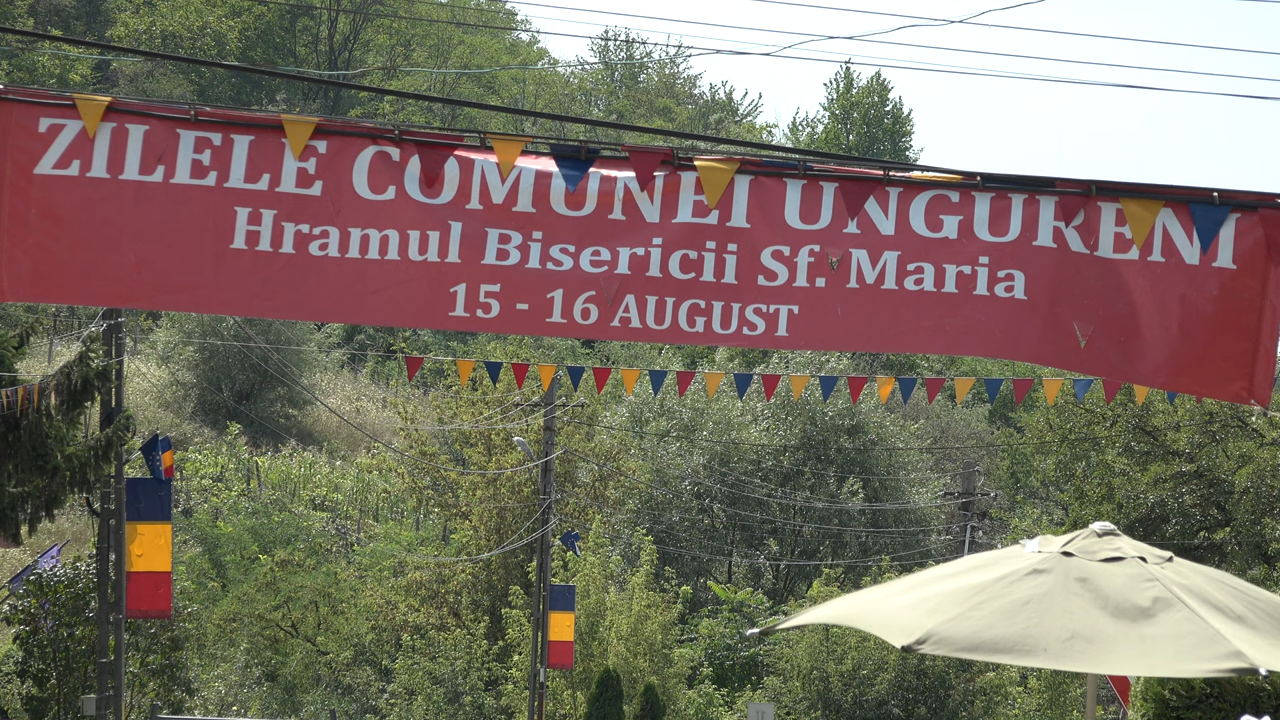 ZILELE COMUNEI UNGURENI
Hramul Bisericii Sf. Maria
15 - 16 AUGUST